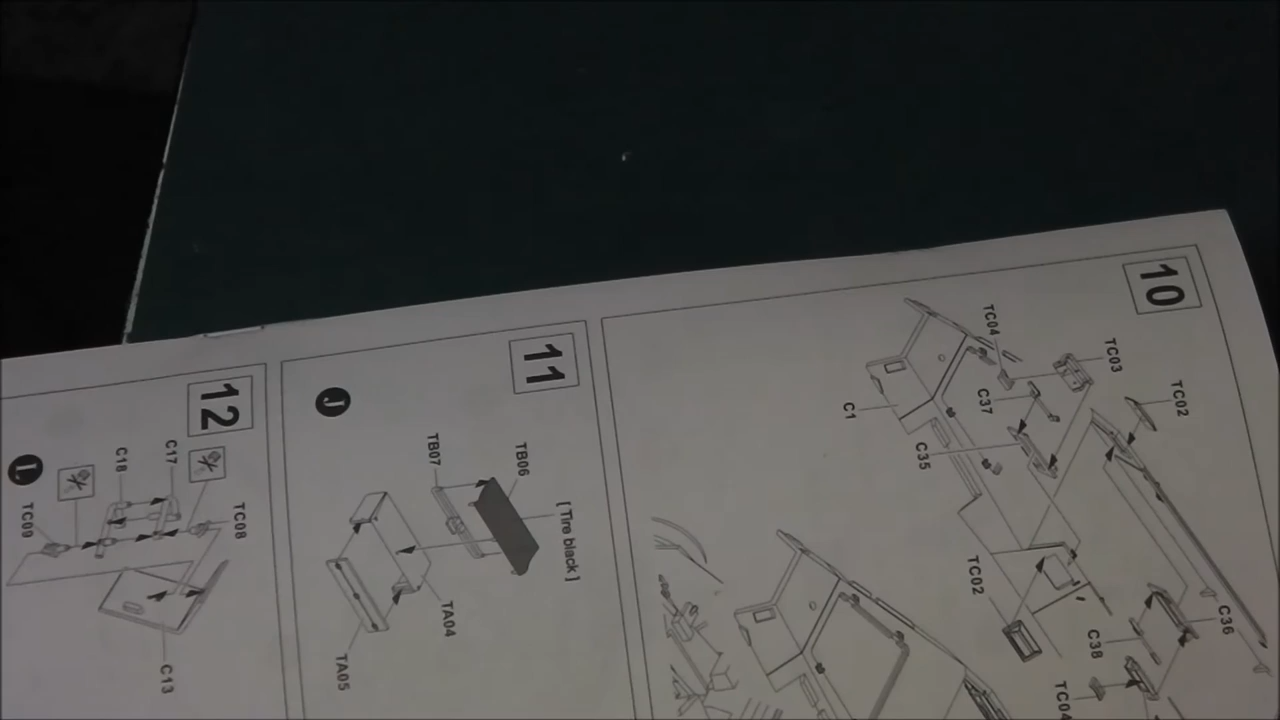 10
TC04
TC03
TC02
C37
C1
C35
TC02
C36
C38
TC04
11
J
TB07
TB06
[ Tire black ]
TA04
TA05
12
L
C18
C17
TC09
TC08
C13